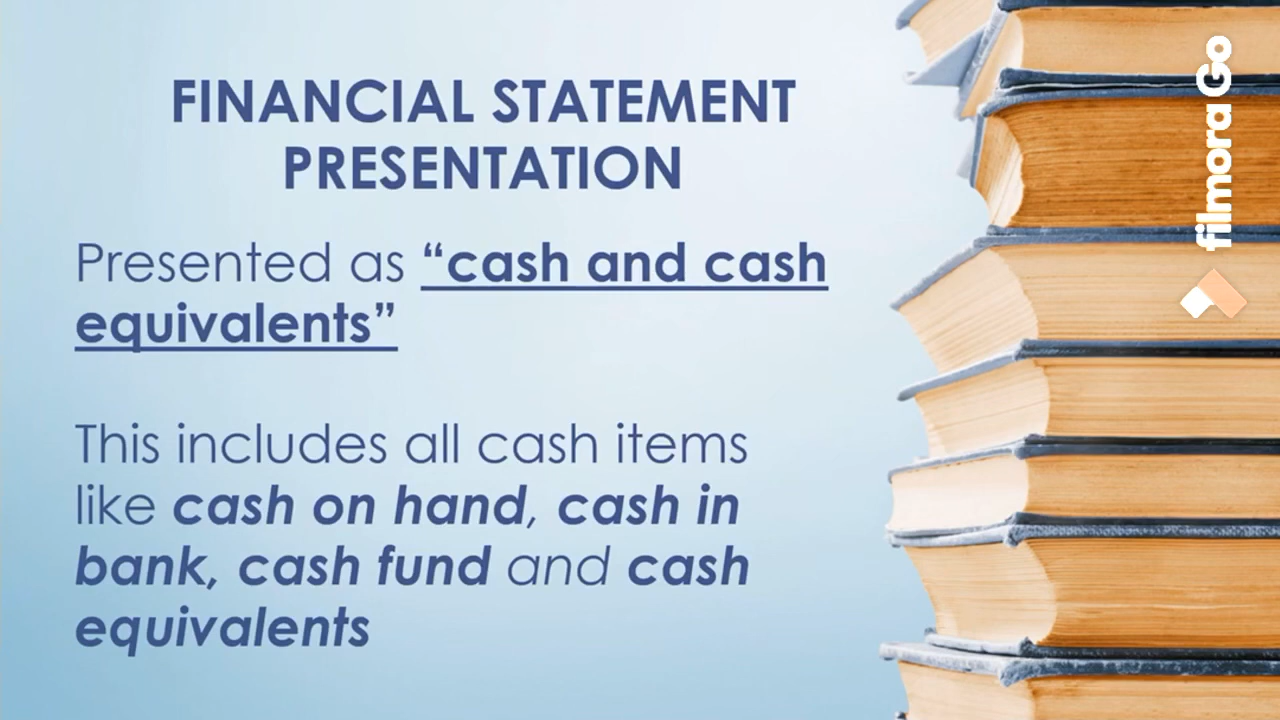 FINANCIAL STATEMENT
PRESENTATION
Presented as “cash and cash
equivalents”
This includes all cash items
like cash on hand, cash in
bank, cash fund and cash
equivalents
filmora Go